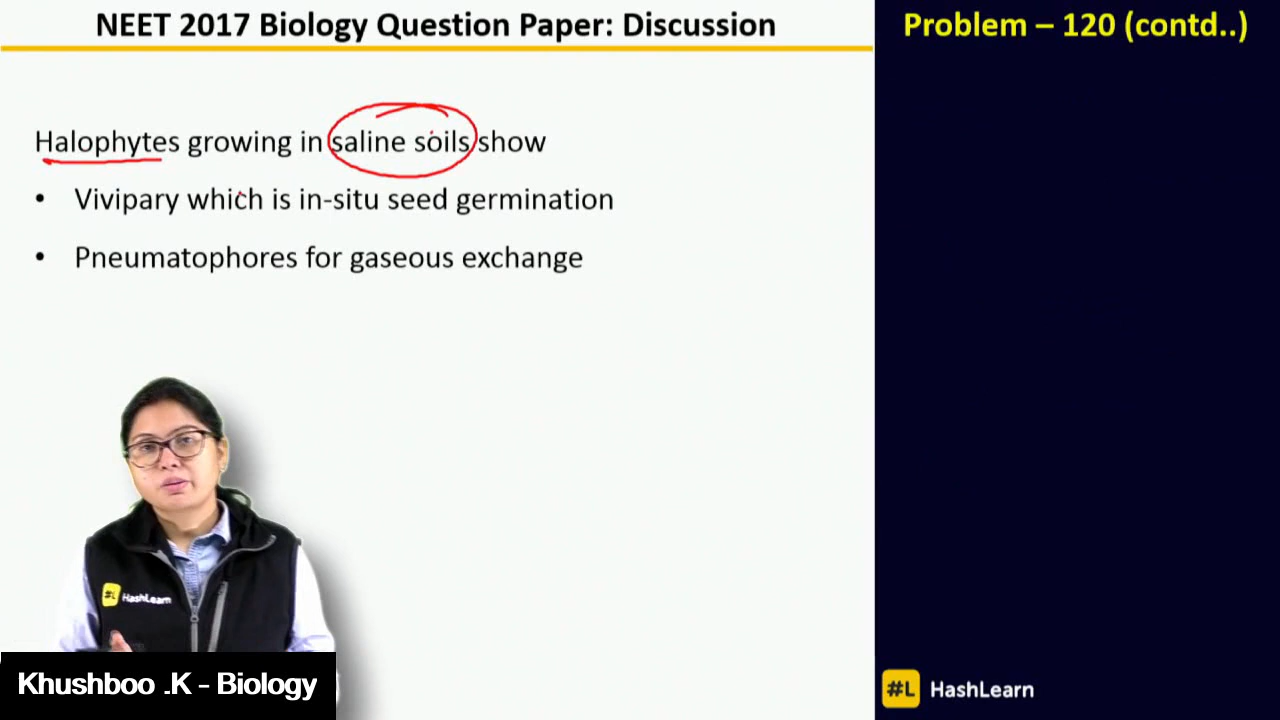 NEET 2017 Biology Question Paper: Discussion
Problem – 120 (contd..)
Halophytes growing in saline soils show
• Vivipary which is in-situ seed germination
• Pneumatophores for gaseous exchange
#L HashLearn
Khushboo .K – Biology
#L HashLearn